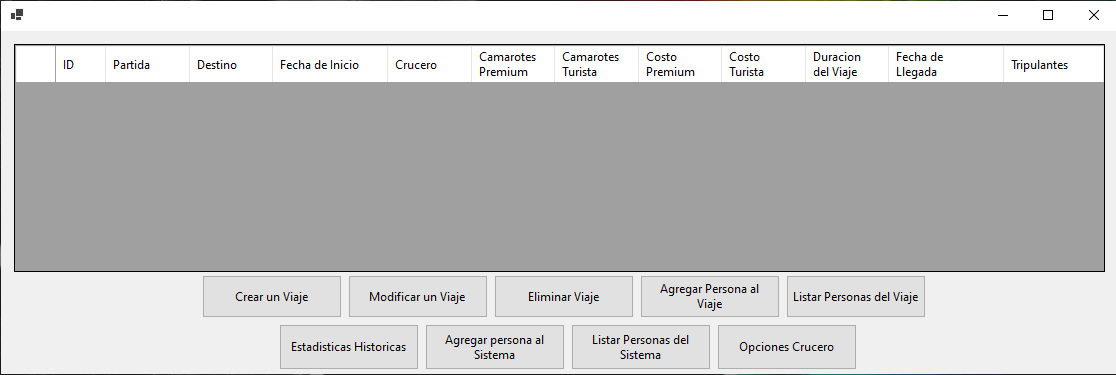 ID
Partida
Destino
Fecha de Inicio
Crucero
Camarotes
Premium
Camarotes
Turista
Costo
Premium
Costo
Turista
Duracion
del Viaje
Fecha de
Llegada
Tripulantes
Crear un Viaje
Modificar un Viaje
Eliminar Viaje
Agregar Persona al
Viaje
Listar Personas del Viaje
Estadisticas Historicas
Agregar persona al
Sistema
Listar Personas del
Sistema
Opciones Crucero